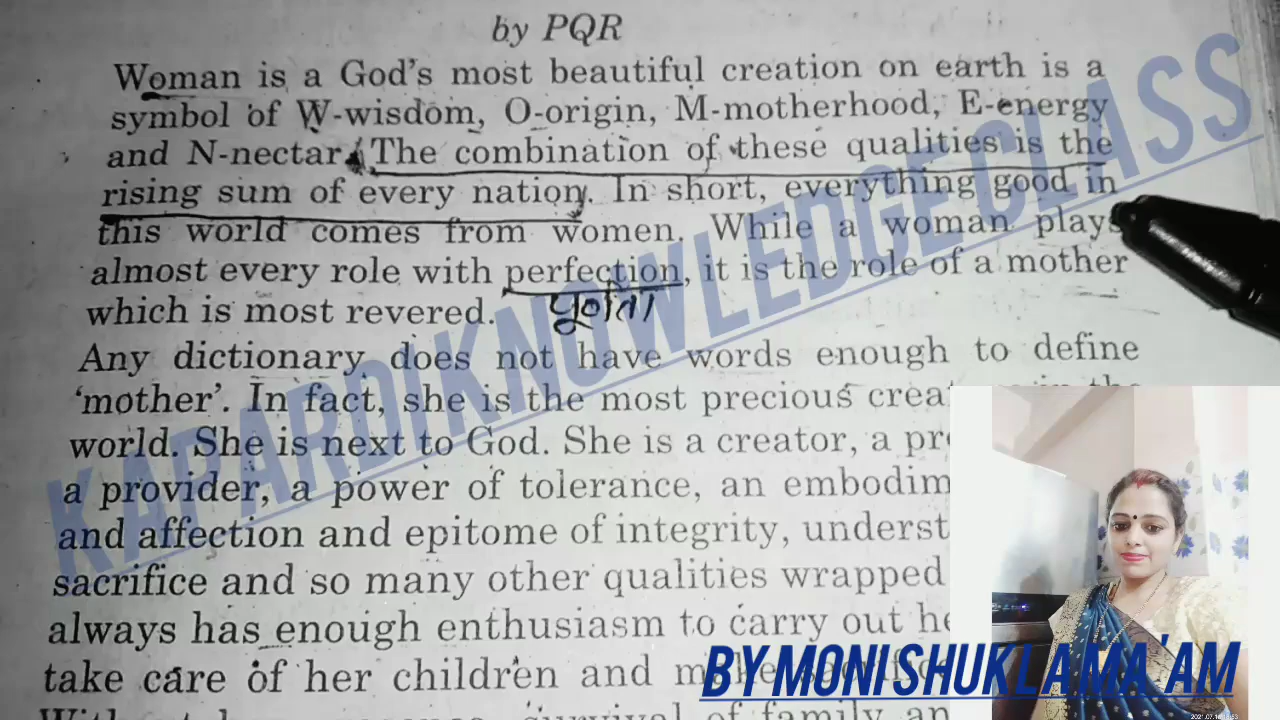 by PQR
Woman is a God's most beautiful creation on earth is a
symbol of W-wisdom, O-origin, M-motherhood, E-energy
and N-nectar. The combination of these qualities is the
rising sum of every nation. In short, everything good in
this world comes from women. While a woman plays
almost every role with perfection, it is the role of a mother
which is most revered.
पूर्णता
Any dictionary does not have words enough to define
'mother'. In fact, she is the most precious in the
world. She is next to God. She is a creator, a
a provider, a power of tolerance, an
and affection and epitome of integrity,
sacrifice and so many other qualities wrapped
always has enough enthusiasm to carry out
take care of her children and
of family
KAPARDIKNOWLEDGECLASS
BY MONI SHUKLA MA'AM